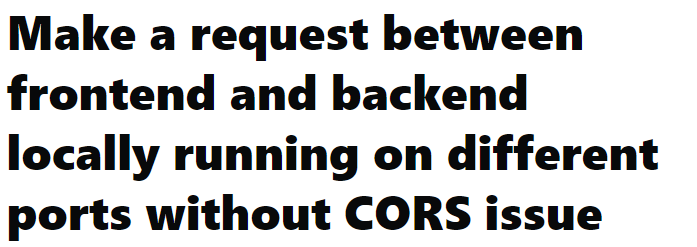 Make a request between
frontend and backend
locally running on different
ports without CORS issue